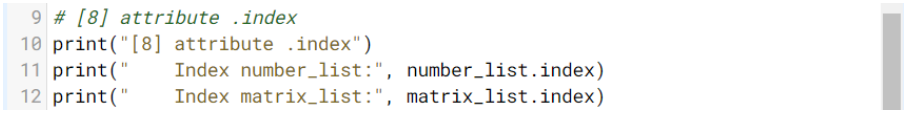 9 # [8] attribute .index
10 print("[8] attribute .index")
11 print("    Index number_list:", number_list.index)
12 print("    Index matrix_list:", matrix_list.index)